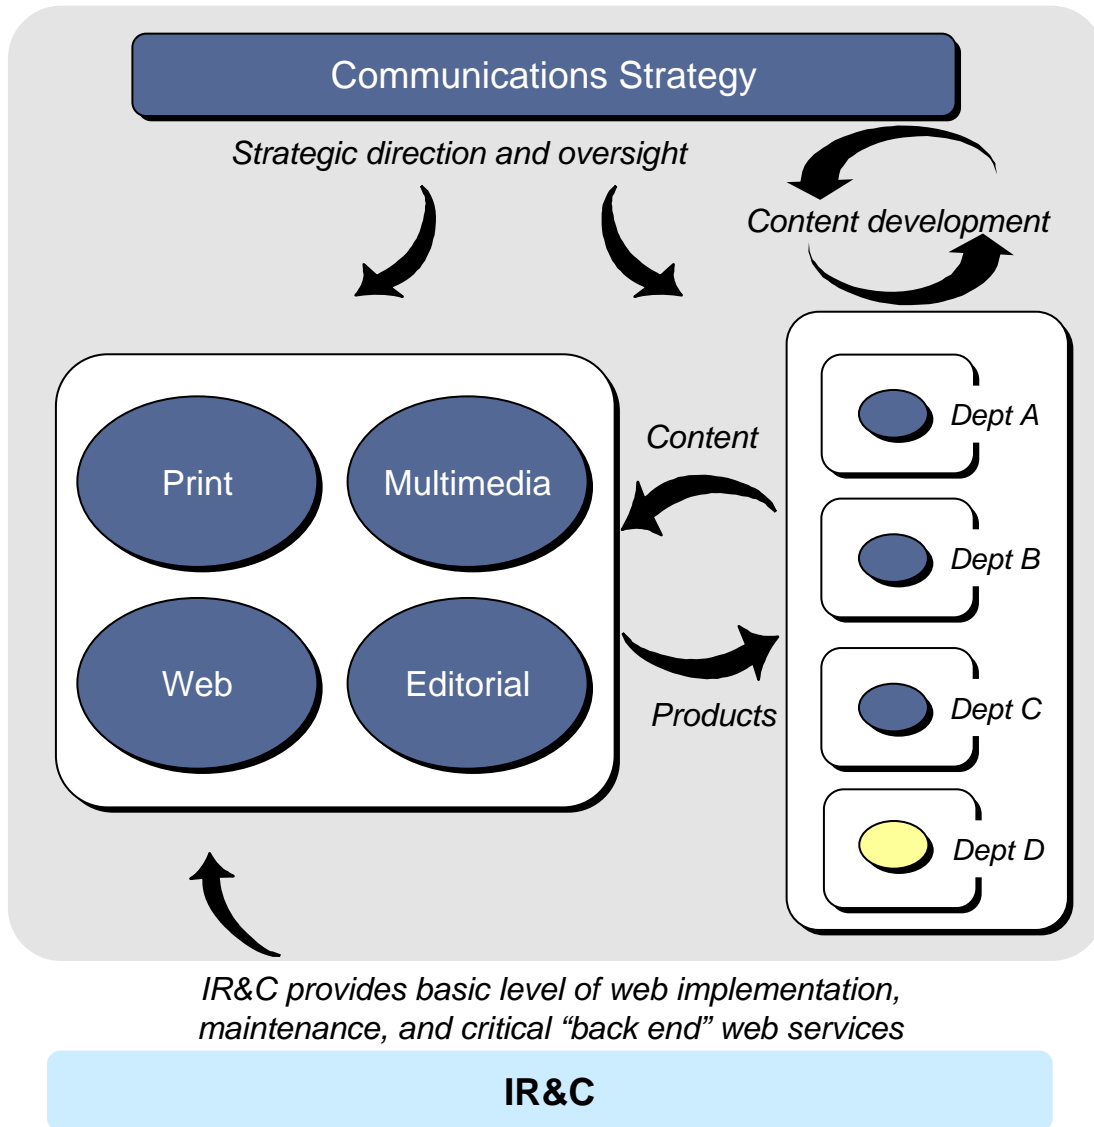 Communications Strategy
Strategic direction and oversight
Content development
Print
Multimedia
Web
Editorial
Content
Products
Dept A
Dept B
Dept C
Dept D
IR&C provides basic level of web implementation,
maintenance, and critical “back end” web services
IR&C